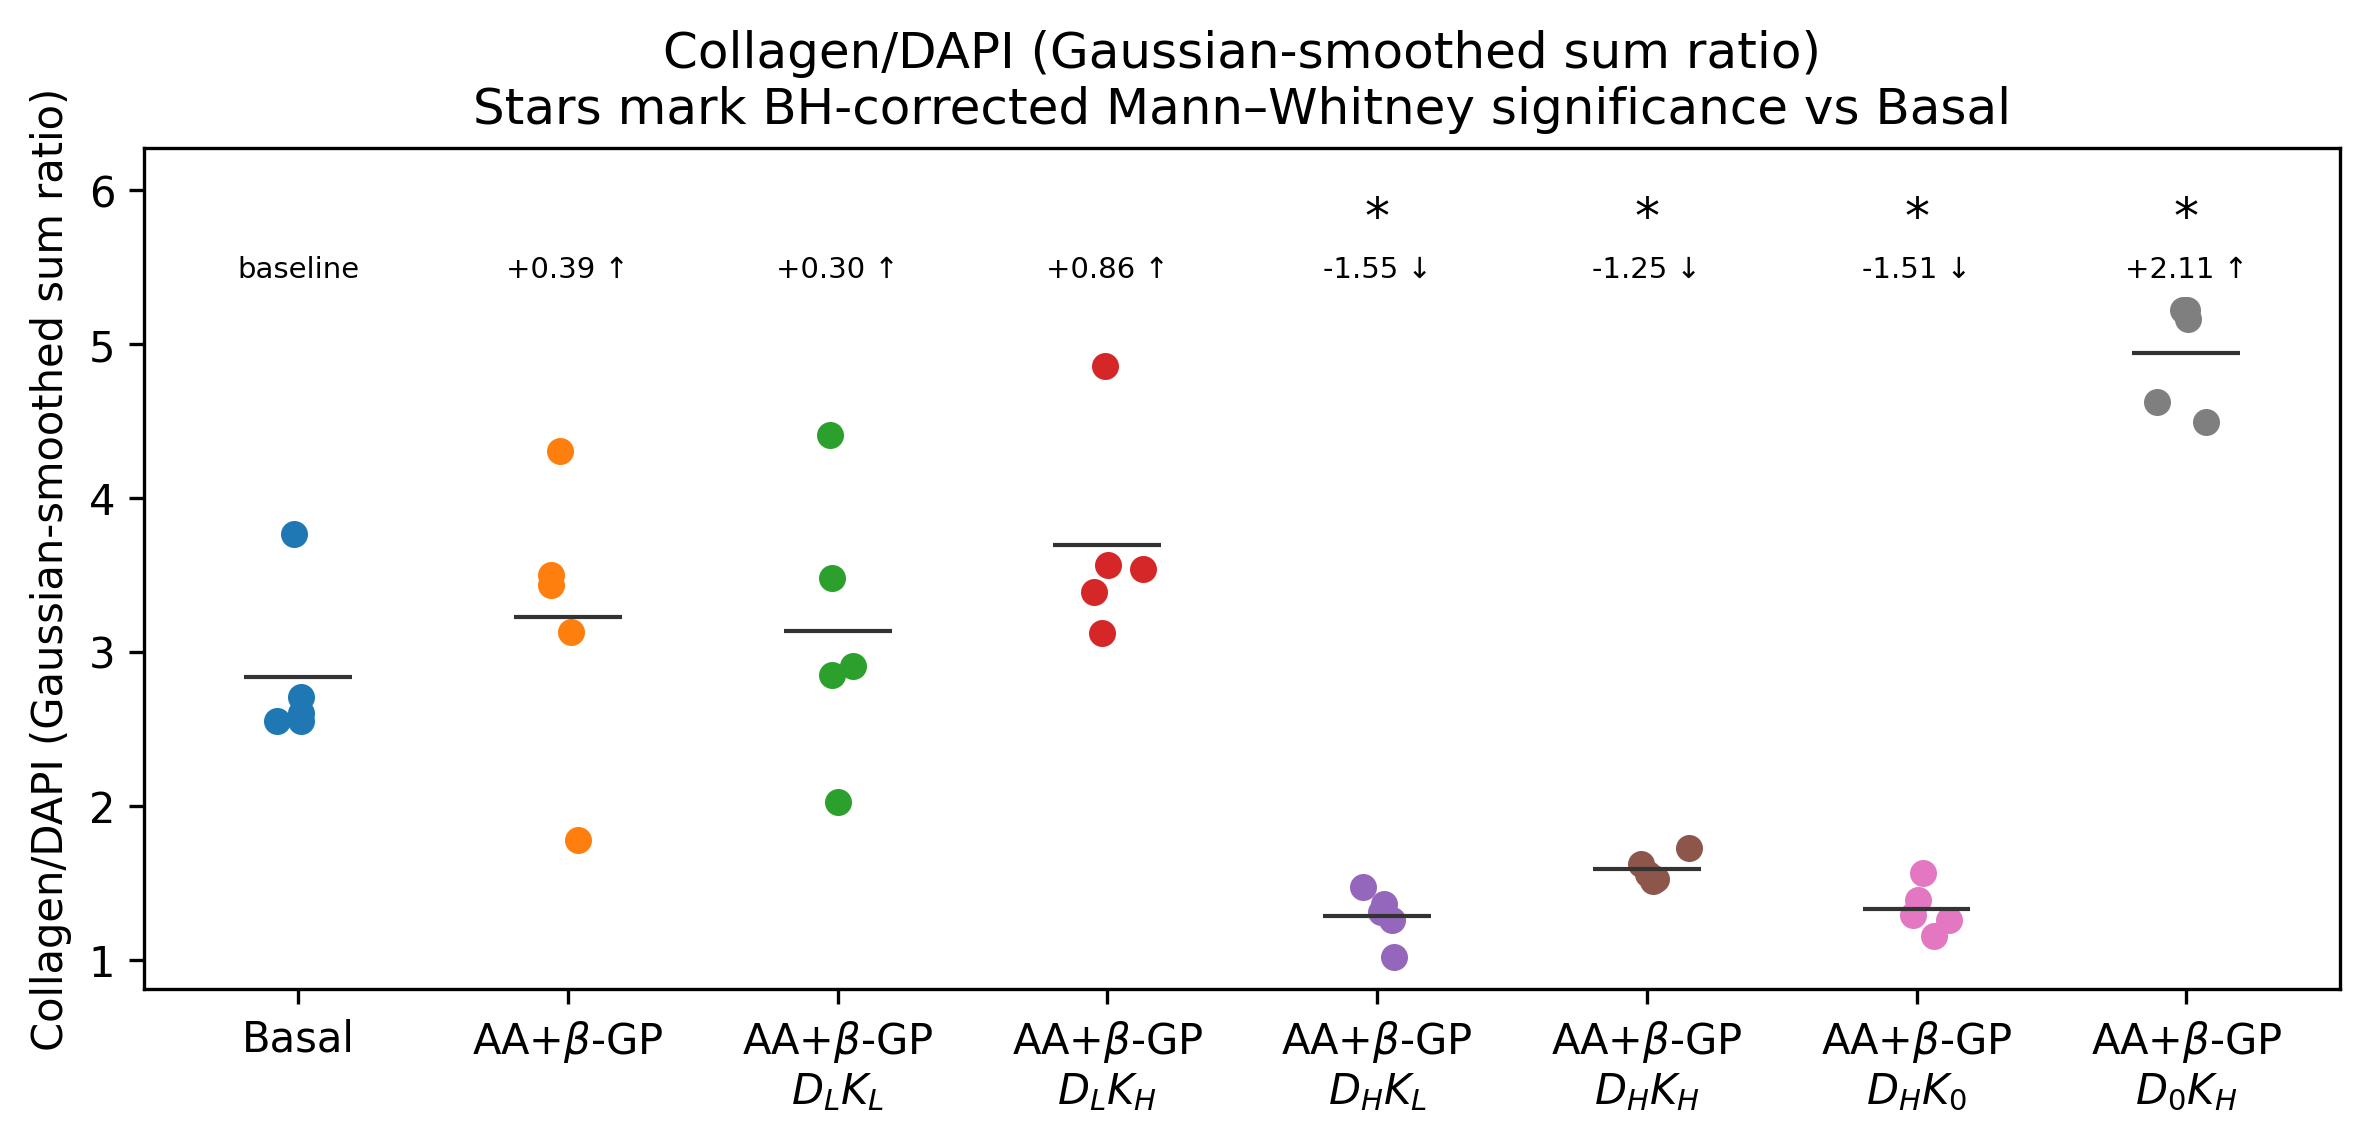 Collagen/DAPI (Gaussian-smoothed sum ratio)
Stars mark BH-corrected Mann–Whitney significance vs Basal
Collagen/DAPI (Gaussian-smoothed sum ratio)
6
5
4
3
2
1
* * * *
baseline +0.39 ↑ +0.30 ↑ +0.86 ↑ -1.55 ↓ -1.25 ↓ -1.51 ↓ +2.11 ↑
Basal AA+β-GP AA+β-GP AA+β-GP AA+β-GP AA+β-GP AA+β-GP AA+β-GP
D_LK_L D_LK_H D_HK_L D_HK_H D_HK_0 D_0K_H